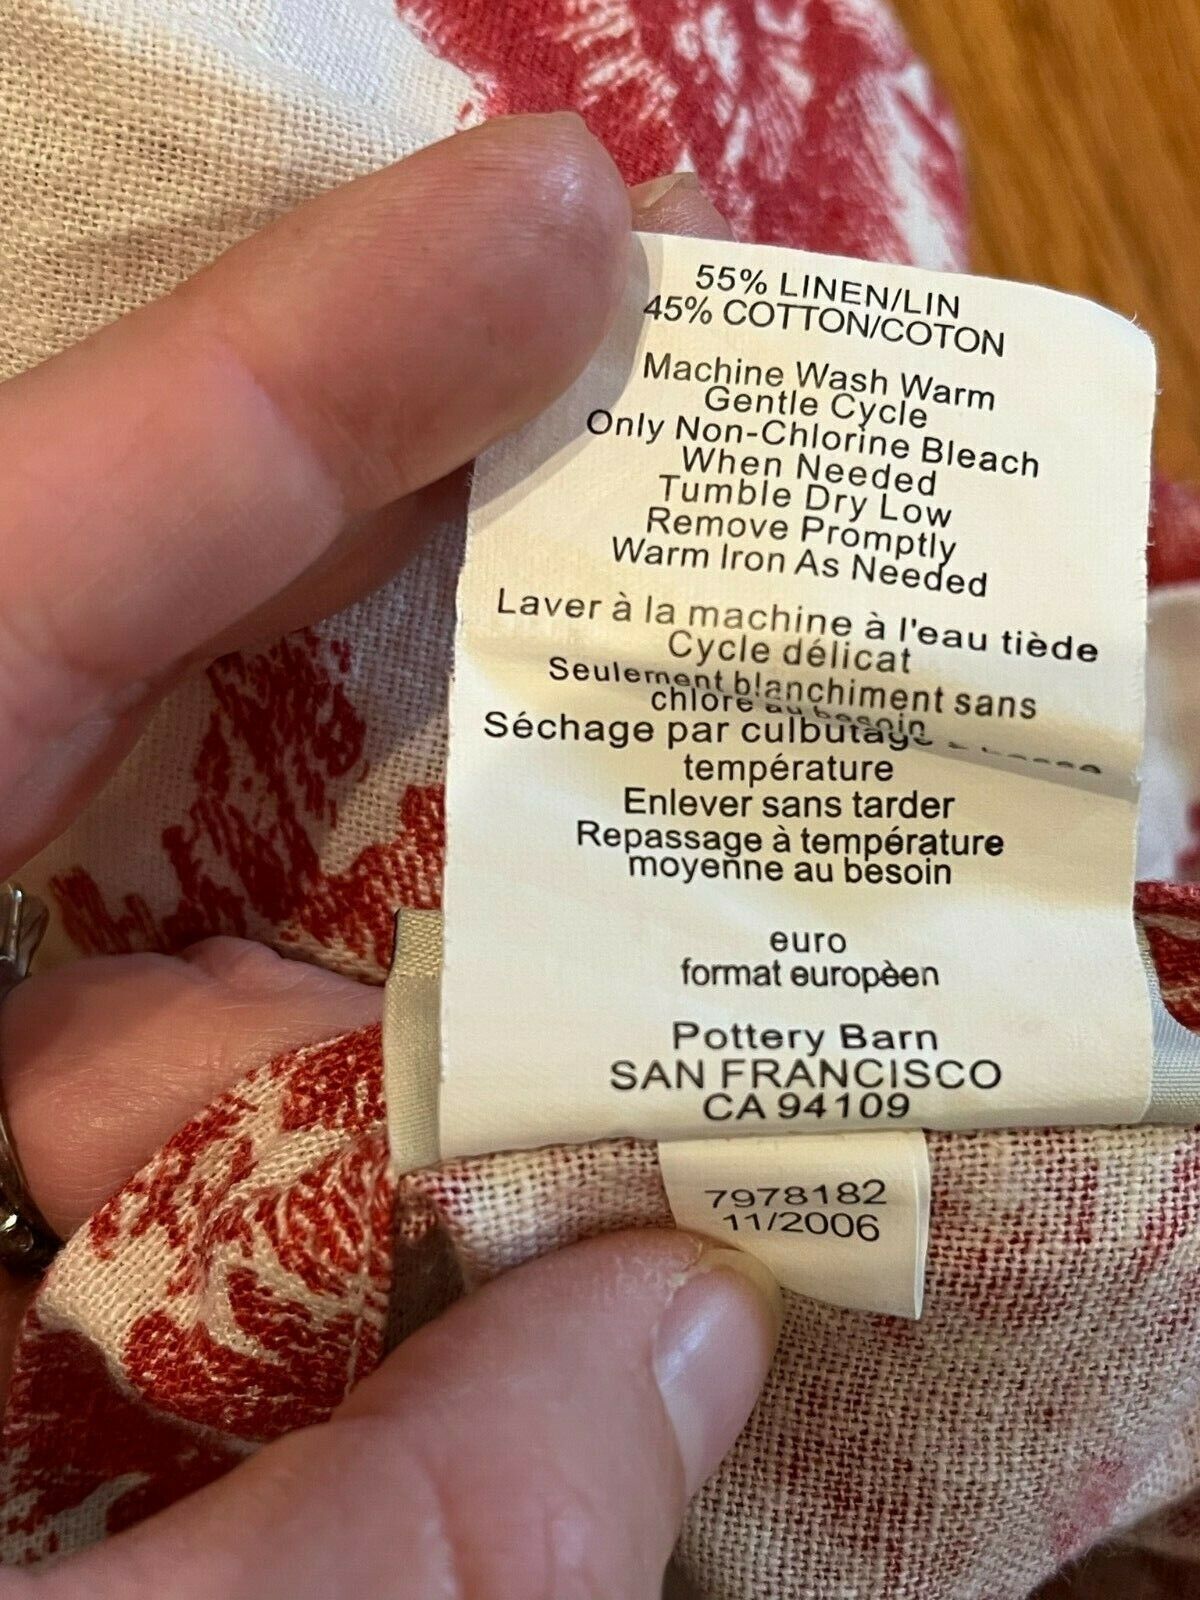 55% LINEN/LIN
45% COTTON/COTON
Machine Wash Warm
Gentle Cycle
Only Non-Chlorine Bleach
When Needed
Tumble Dry Low
Remove Promptly
Warm Iron As Needed
Laver à la machine à l'eau tiède
Cycle délicat
Seulement blanchiment sans
chlore au besoin
Séchage par culbutage
température
Enlever sans tarder
Repassage à température
moyenne au besoin
euro
format europèen
Pottery Barn
SAN FRANCISCO
CA 94109
7978182
11/2006